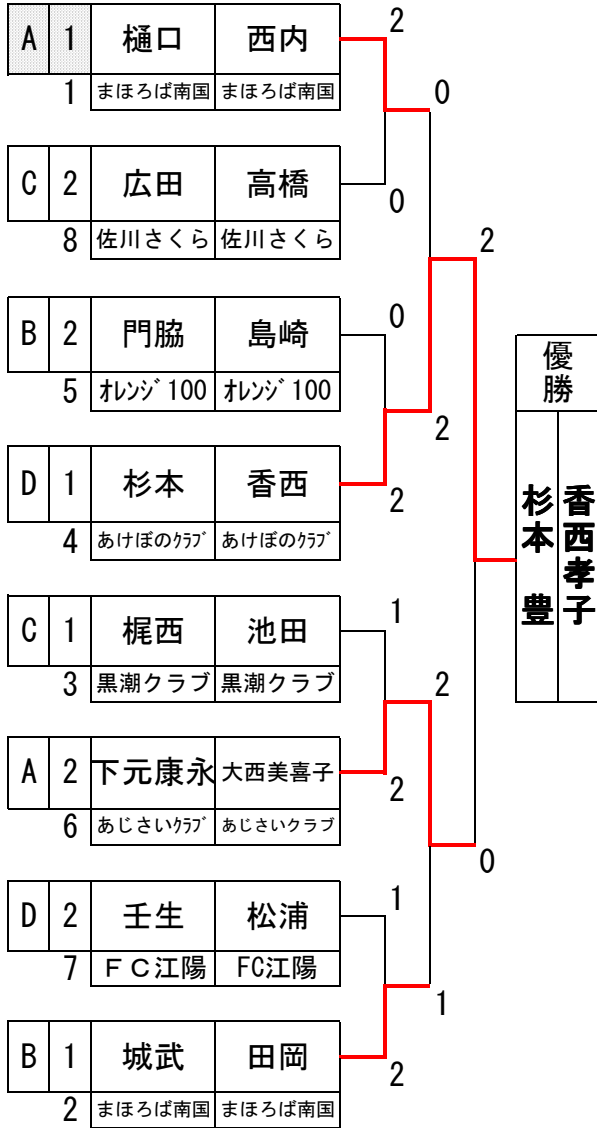 A 1 樋口 西内 2
1 まほろば南国 まほろば南国 0
C 2 広田 高橋 0
8 佐川さくら 佐川さくら 2
B 2 門脇 島崎 0
5 オレンジ100 オレンジ100 2
D 1 杉本 香西 2
4 あけぼのクラブ あけぼのクラブ
優勝
杉本 豊
香西孝子
C 1 梶西 池田 1
3 黒潮クラブ 黒潮クラブ 2
A 2 下元康永 大西美喜子 2
6 あじさいクラブ あじさいクラブ 0
D 2 壬生 松浦 1
7 ＦＣ江陽 FC江陽 1
B 1 城武 田岡 2
2 まほろば南国 まほろば南国